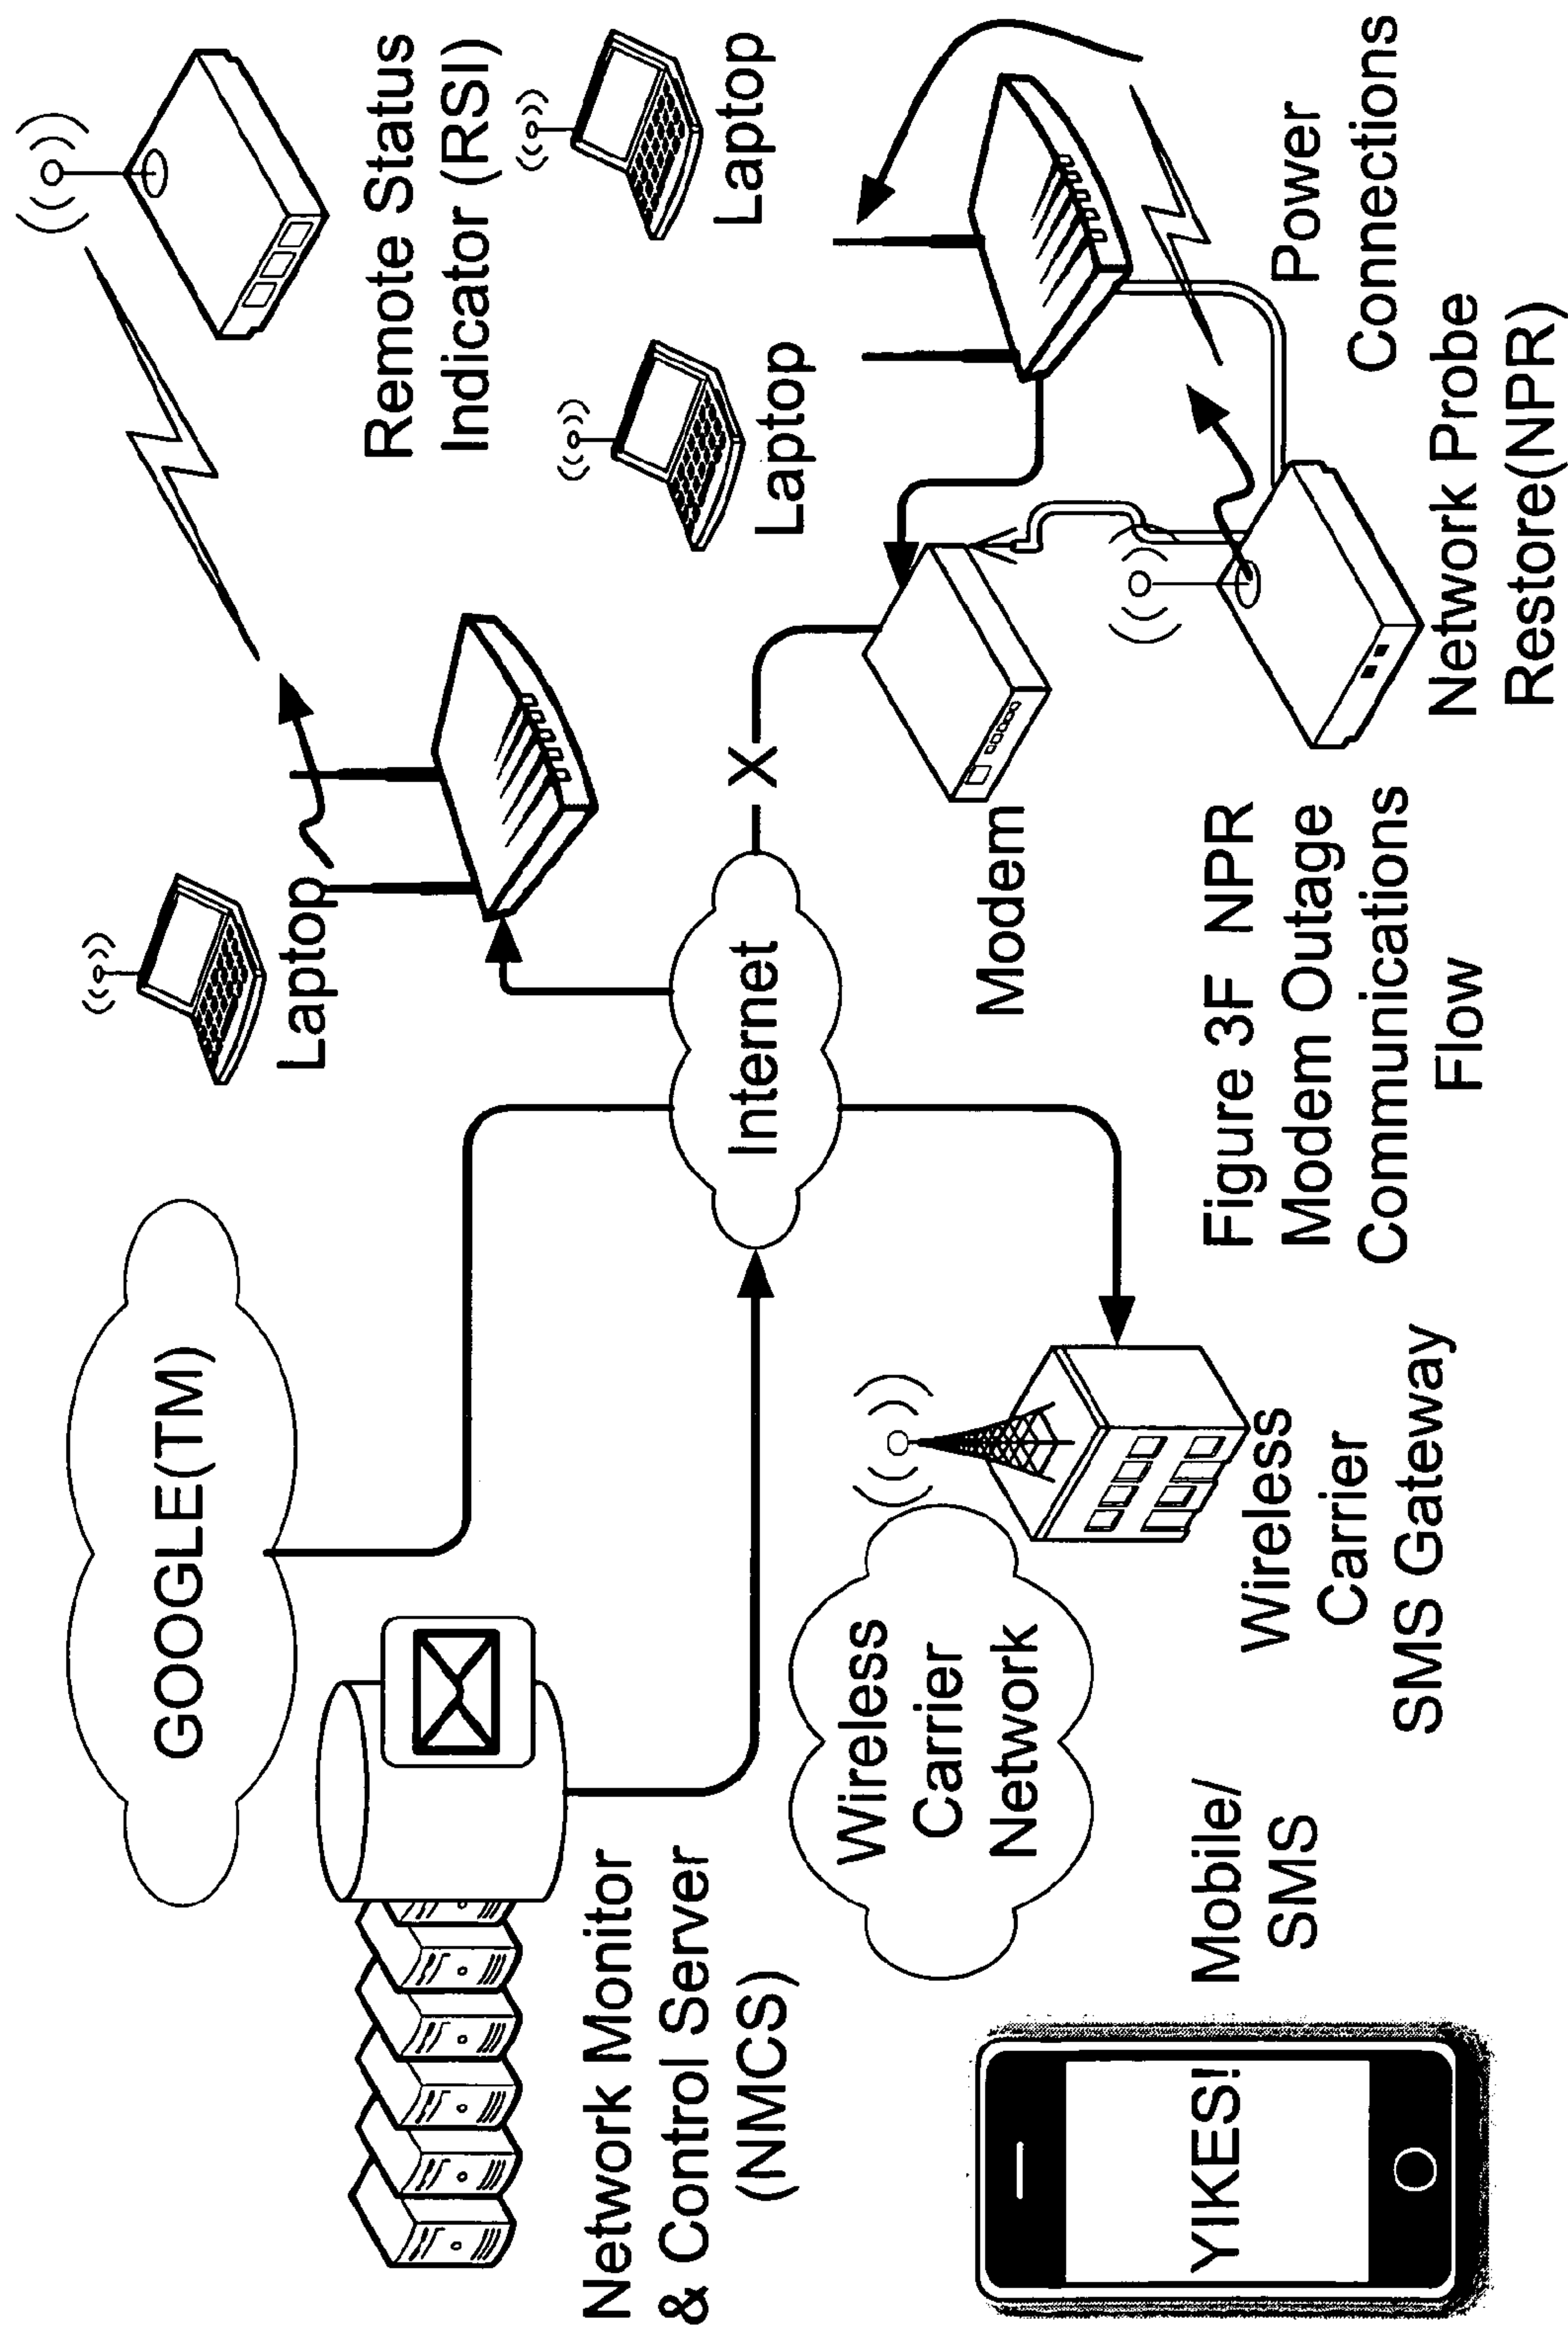 GOOGLE(TM)
Laptop
Remote Status
Indicator (RSI)
Network Monitor
& Control Server
(NMCS)
Internet
Laptop
Laptop
Wireless
Carrier
Network
X
Modem
Mobile/
SMS
YIKES!
Wireless
Carrier
SMS Gateway
Power
Connections
Network Probe
Restore(NPR)
Figure 3F NPR
Modem Outage
Communications
Flow